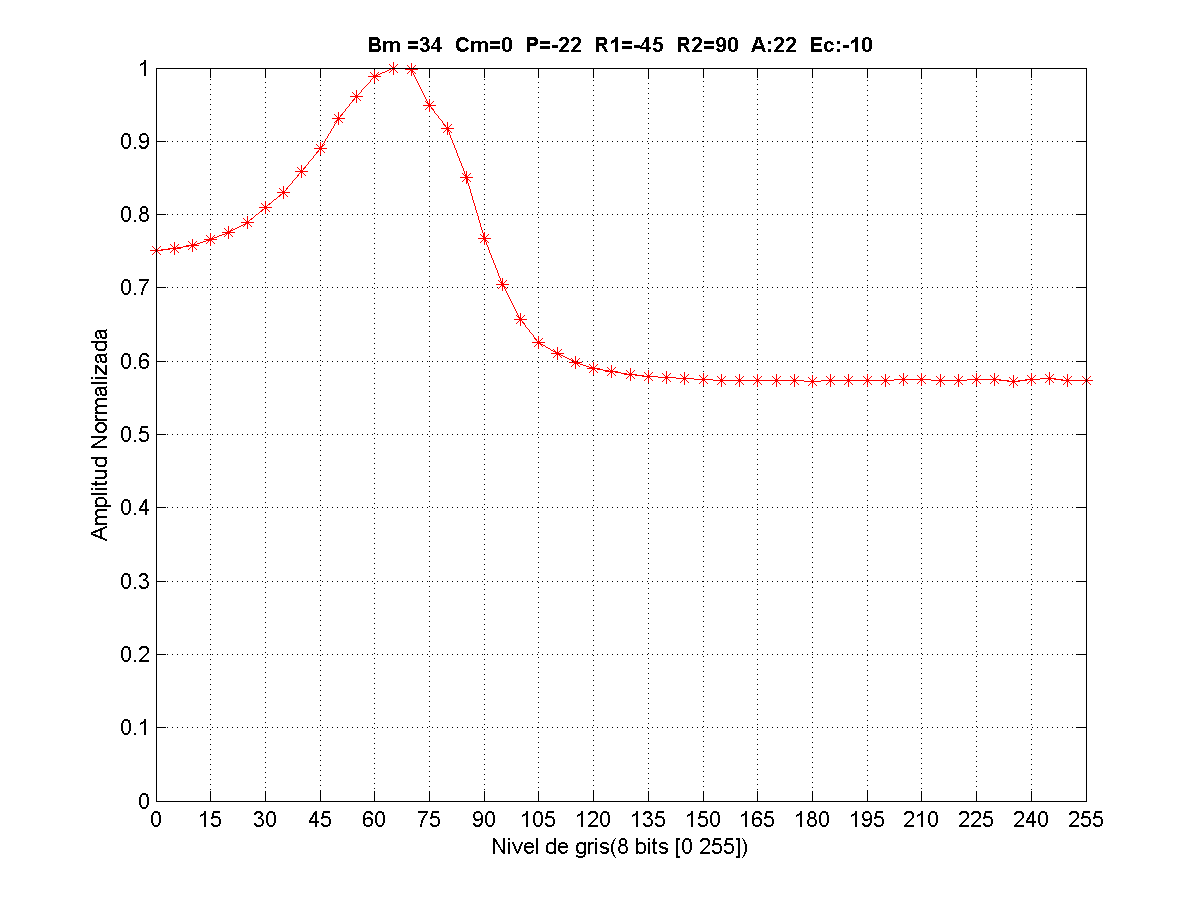 Bm =34 Cm=0 P=-22 R1=-45 R2=90 A:22 Ec:-10
1
0.9
0.8
0.7
0.6
0.5
0.4
0.3
0.2
0.1
0
Amplitud Normalizada
0 15 30 45 60 75 90 105 120 135 150 165 180 195 210 225 240 255
Nivel de gris(8 bits [0 255])